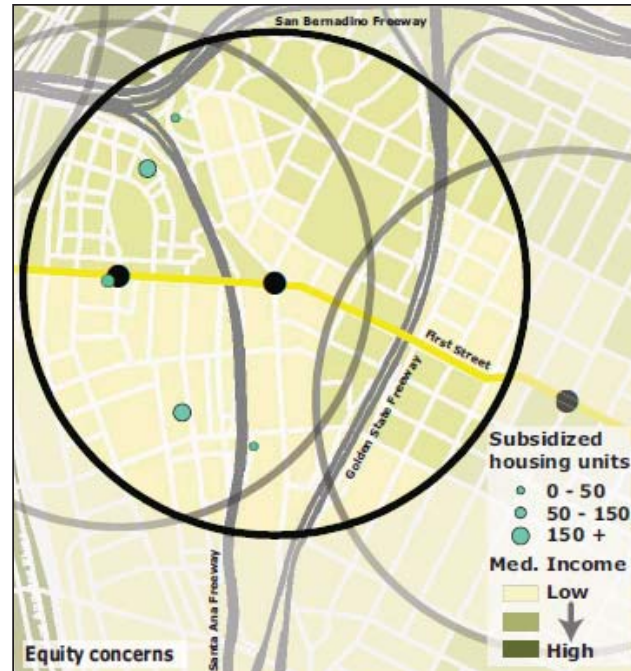 San Bernadino Freeway
First Street
Golden State Freeway
Santa Ana Freeway
Subsidized
housing units
0 - 50
50 - 150
150 +
Med. Income
Low
High
Equity concerns